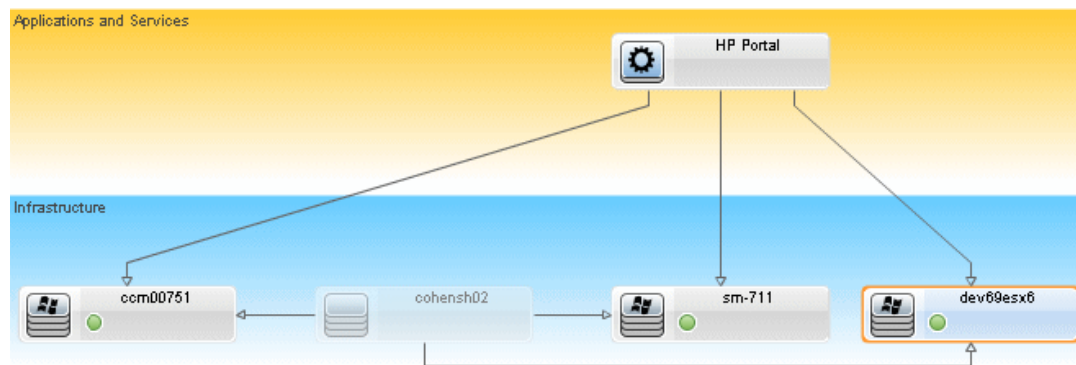 Applications and Services
HP Portal
Infrastructure
ccm00751
cohensh02
sm-711
dev69esx6